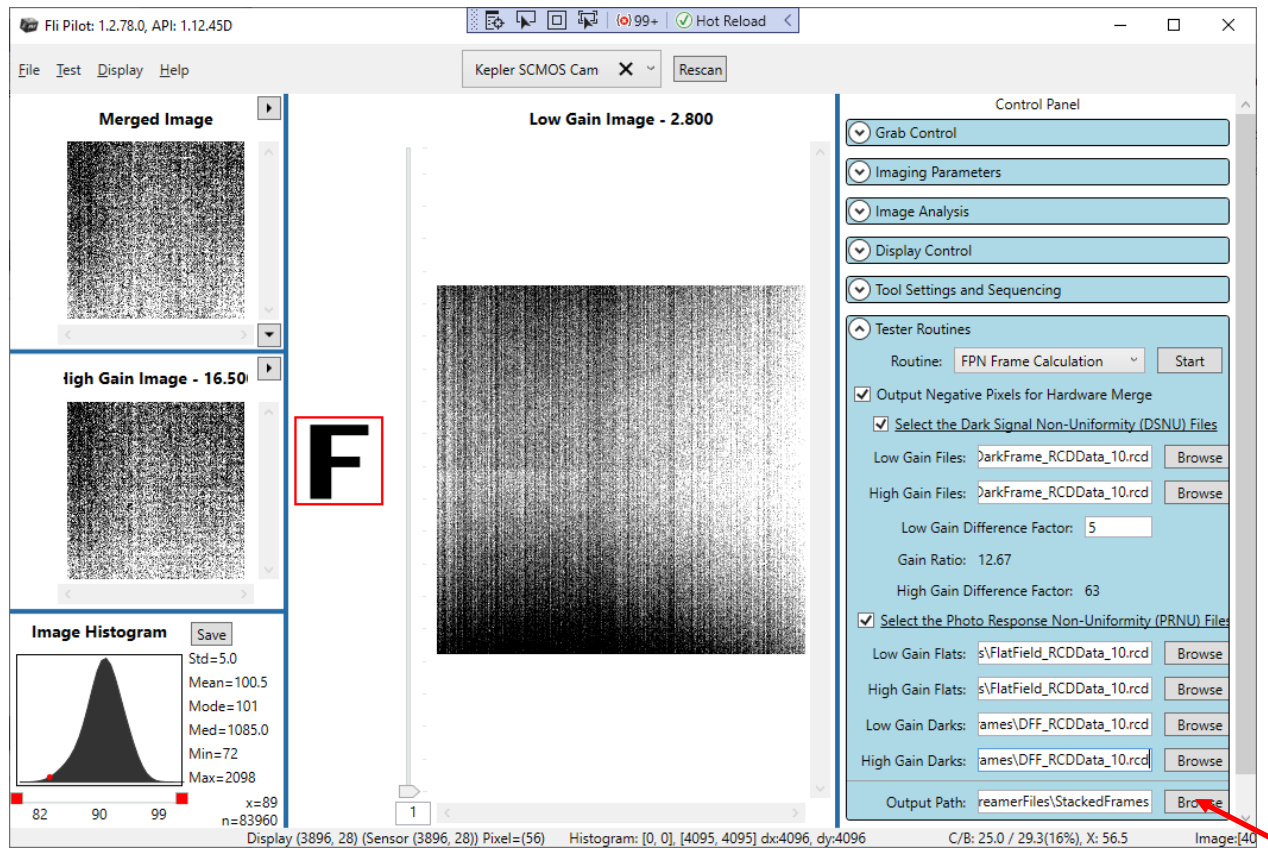 Fli Pilot: 1.2.78.0, API: 1.12.45D
99+ Hot Reload
File Test Display Help
Kepler SCMOS Cam
Rescan
Merged Image
High Gain Image - 16.50
Image Histogram
Save
Std=5.0
Mean=100.5
Mode=101
Med=1085.0
Min=72
Max=2098
x=89
82 90 99
n=83960
F
Low Gain Image - 2.800
1
Control Panel
Grab Control
Imaging Parameters
Image Analysis
Display Control
Tool Settings and Sequencing
Tester Routines
Routine: FPN Frame Calculation Start
Output Negative Pixels for Hardware Merge
Select the Dark Signal Non-Uniformity (DSNU) Files
Low Gain Files: DarkFrame_RCDData_10.rcd Browse
High Gain Files: DarkFrame_RCDData_10.rcd Browse
Low Gain Difference Factor: 5
Gain Ratio: 12.67
High Gain Difference Factor: 63
Select the Photo Response Non-Uniformity (PRNU) Files
Low Gain Flats: s\FlatField_RCDData_10.rcd Browse
High Gain Flats: s\FlatField_RCDData_10.rcd Browse
Low Gain Darks: ames\DFF_RCDData_10.rcd Browse
High Gain Darks: ames\DFF_RCDData_10.rcd Browse
Output Path: reamerFiles\StackedFrames Browse
Display (3896, 28) (Sensor (3896, 28)) Pixel=(56) Histogram: [0, 0], [4095, 4095] dx:4096, dy:4096 C/B: 25.0 / 29.3(16%), X: 56.5 Image:[40